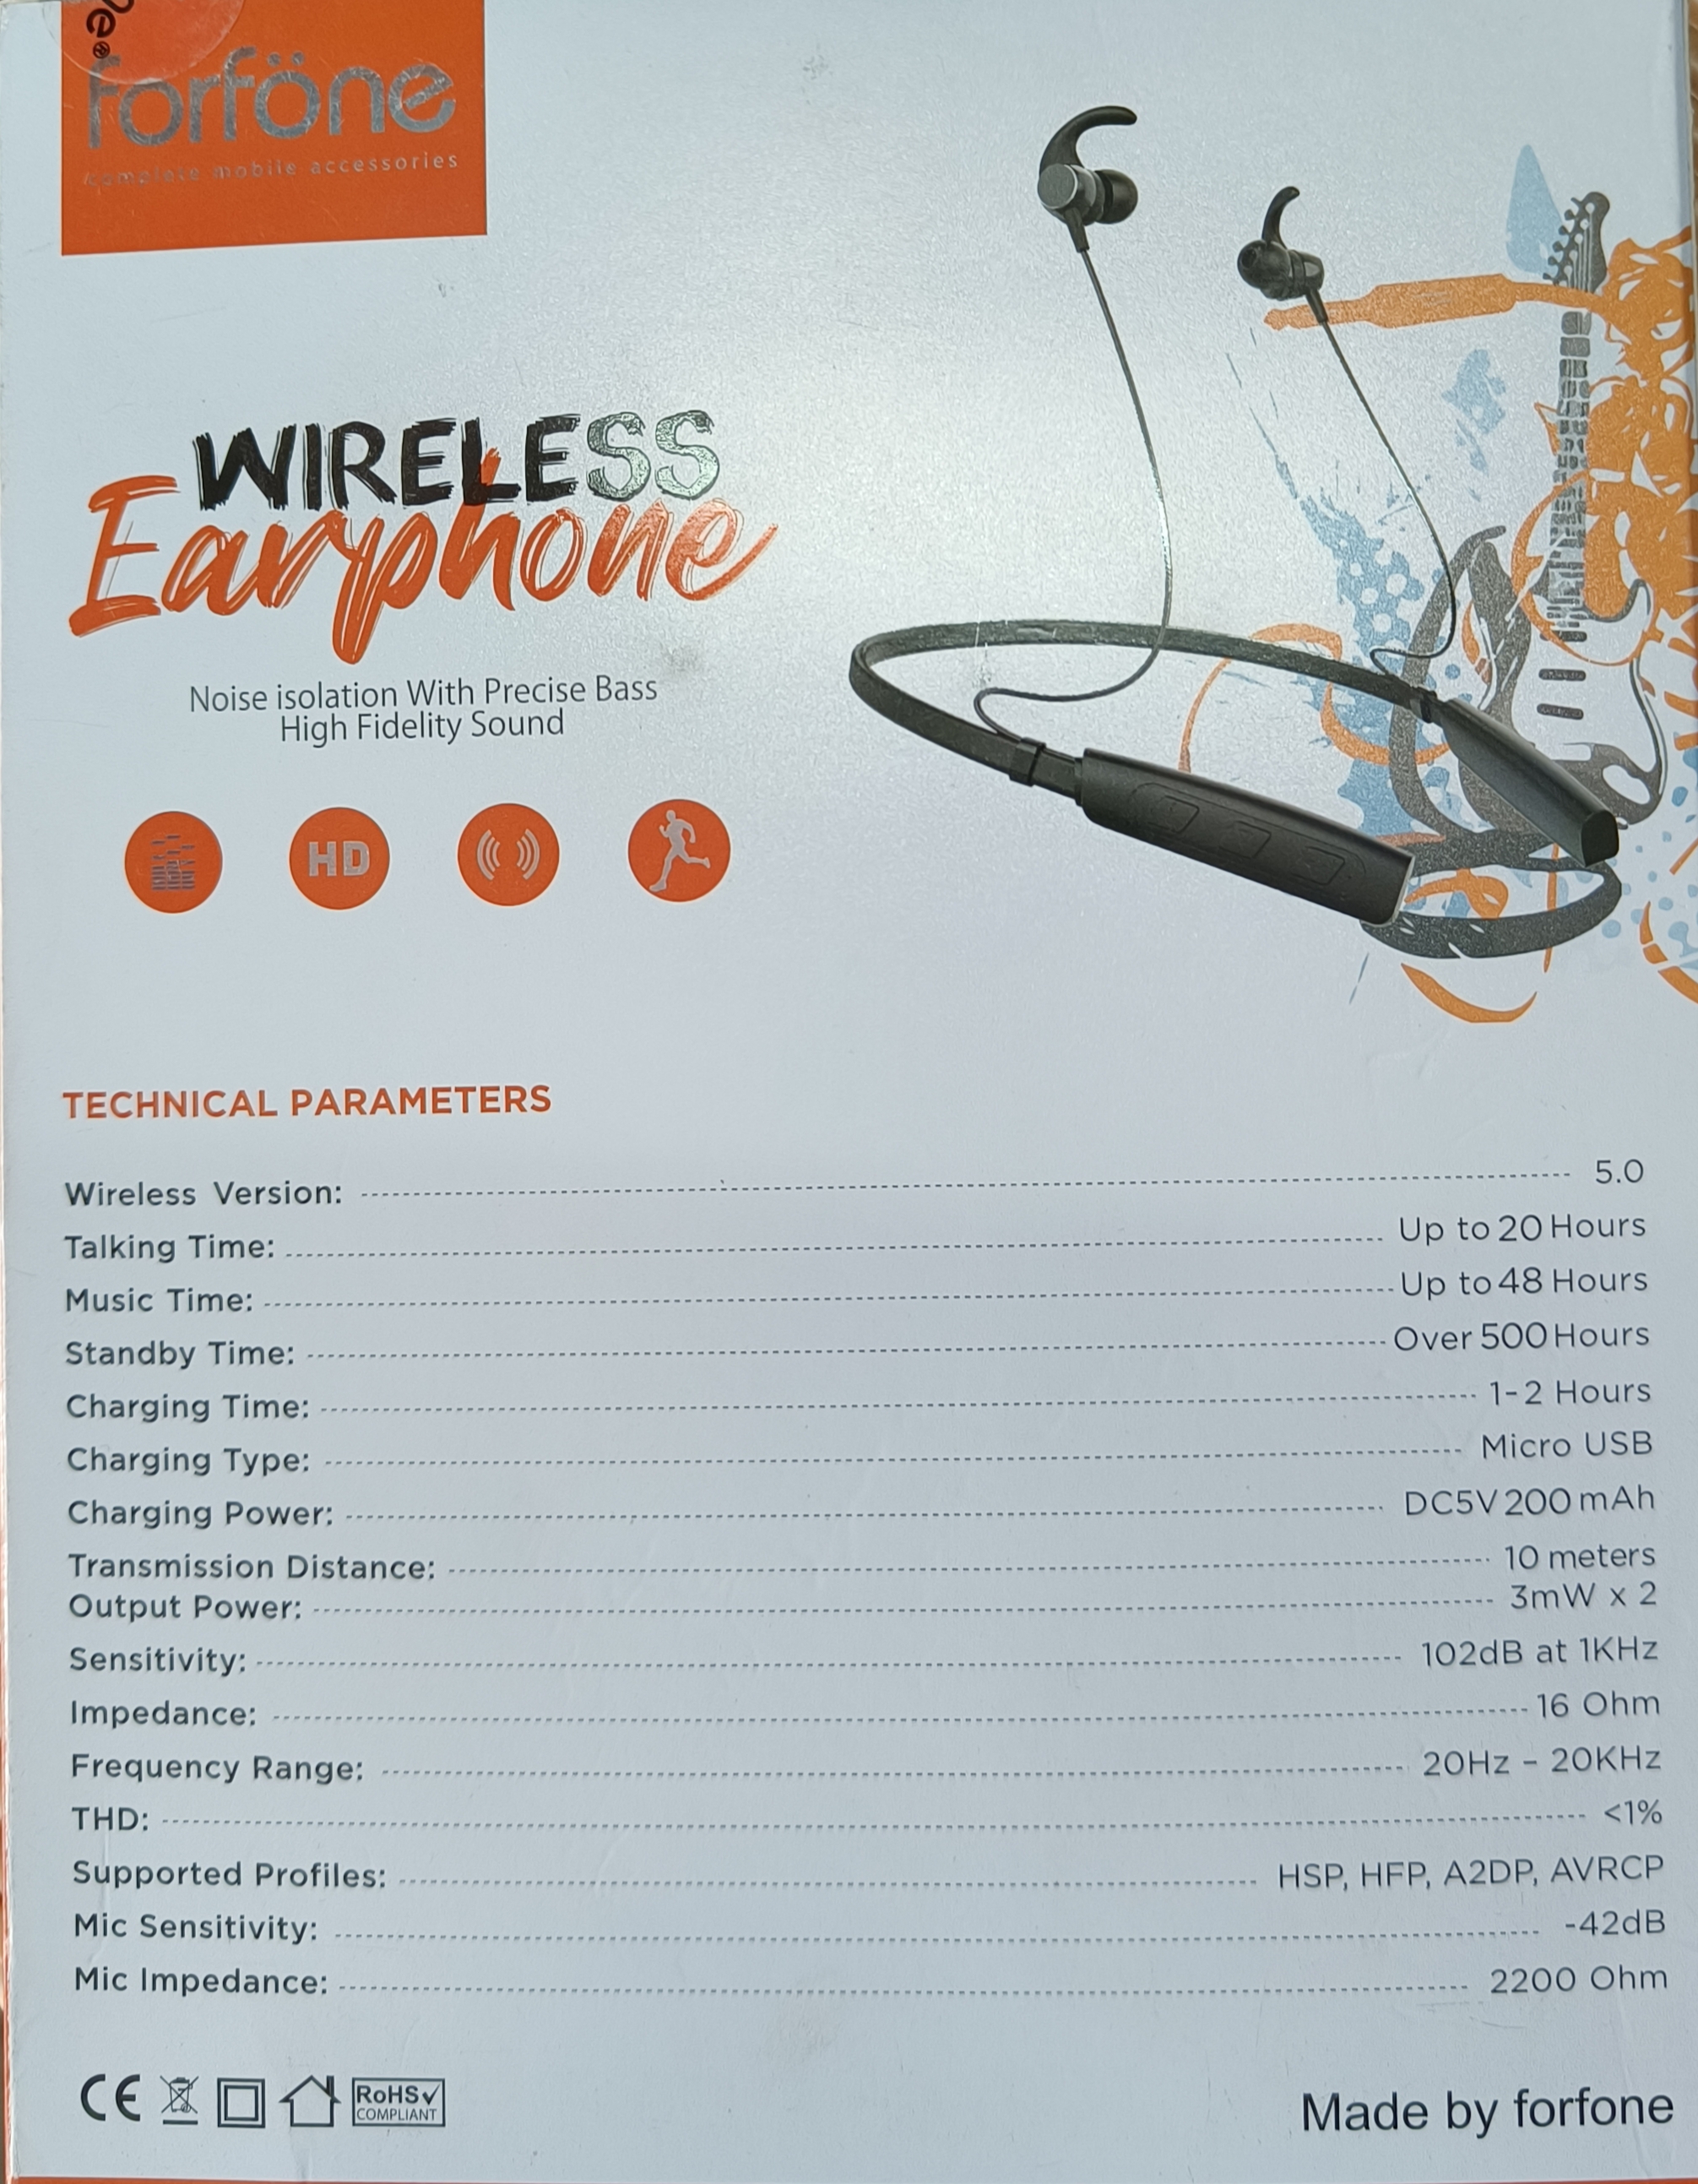 ne®
forföne
Complete mobile accessories
WIRELESS
Earphone
Noise isolation With Precise Bass
High Fidelity Sound
HD
TECHNICAL PARAMETERS
Wireless Version: 5.0
Talking Time: Up to 20 Hours
Music Time: Up to 48 Hours
Standby Time: Over 500 Hours
Charging Time: 1-2 Hours
Charging Type: Micro USB
Charging Power: DC5V 200 mAh
Transmission Distance: 10 meters
Output Power: 3mW x 2
Sensitivity: 102dB at 1KHz
Impedance: 16 Ohm
Frequency Range: 20Hz - 20KHz
THD: <1%
Supported Profiles: HSP, HFP, A2DP, AVRCP
Mic Sensitivity: -42dB
Mic Impedance: 2200 Ohm
CE RoHS✓
COMPLIANT
Made by forfone